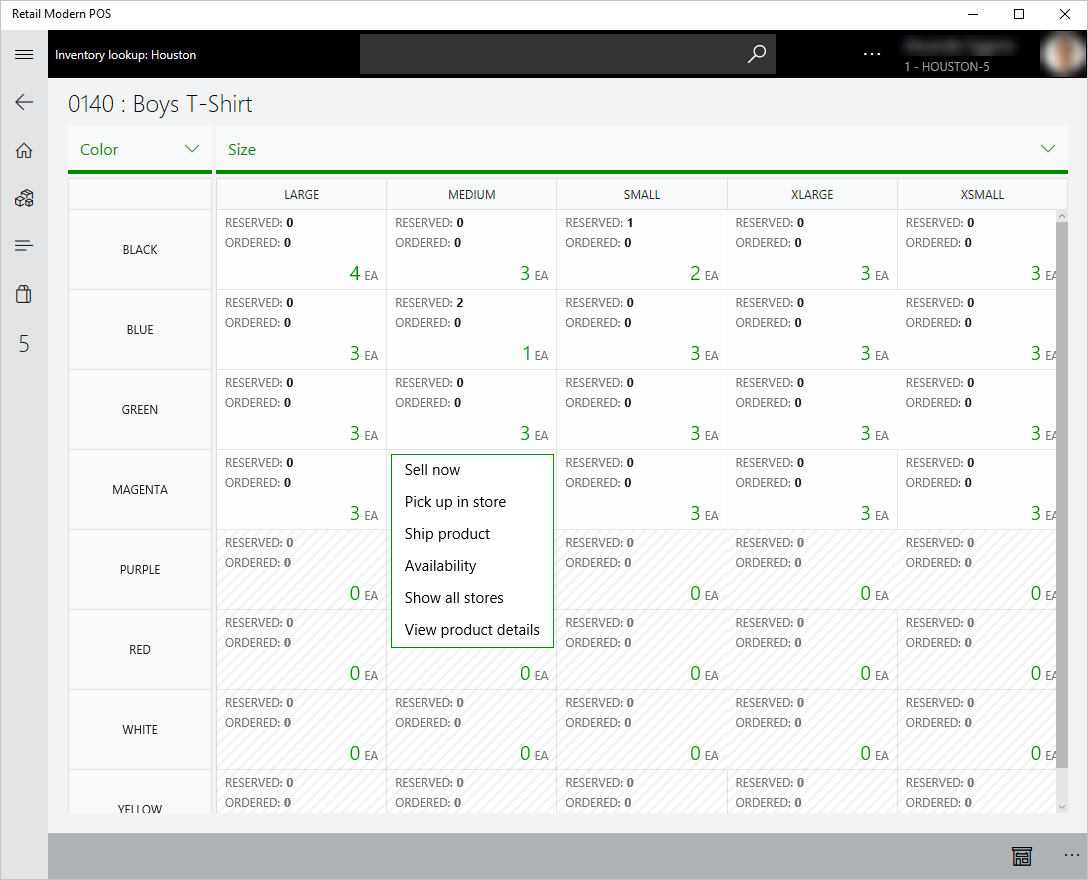 Retail Modern POS
Inventory lookup: Houston
1 - HOUSTON-5
0140 : Boys T-Shirt
Color Size
LARGE MEDIUM SMALL XLARGE XSMALL
RESERVED: 0 RESERVED: 0 RESERVED: 1 RESERVED: 0 RESERVED: 0
ORDERED: 0 ORDERED: 0 ORDERED: 0 ORDERED: 0 ORDERED: 0
BLACK
4 EA 3 EA 2 EA 3 EA 3 EA
RESERVED: 0 RESERVED: 2 RESERVED: 0 RESERVED: 0 RESERVED: 0
ORDERED: 0 ORDERED: 0 ORDERED: 0 ORDERED: 0 ORDERED: 0
BLUE
5
3 EA 1 EA 3 EA 3 EA 3 EA
RESERVED: 0 RESERVED: 0 RESERVED: 0 RESERVED: 0 RESERVED: 0
ORDERED: 0 ORDERED: 0 ORDERED: 0 ORDERED: 0 ORDERED: 0
GREEN
3 EA 3 EA 3 EA 3 EA 3 EA
RESERVED: 0 RESERVED: 0 RESERVED: 0 RESERVED: 0
ORDERED: 0 ORDERED: 0 ORDERED: 0 ORDERED: 0
MAGENTA
3 EA 3 EA 3 EA 3 EA
Sell now
Pick up in store
Ship product
Availability
Show all stores
View product details
RESERVED: 0 RESERVED: 0 RESERVED: 0 RESERVED: 0
ORDERED: 0 ORDERED: 0 ORDERED: 0 ORDERED: 0
PURPLE
0 EA 0 EA 0 EA 0 EA
RESERVED: 0 RESERVED: 0 RESERVED: 0 RESERVED: 0
ORDERED: 0 ORDERED: 0 ORDERED: 0 ORDERED: 0
RED
0 EA 0 EA 0 EA 0 EA 0 EA
RESERVED: 0 RESERVED: 0 RESERVED: 0 RESERVED: 0 RESERVED: 0
ORDERED: 0 ORDERED: 0 ORDERED: 0 ORDERED: 0 ORDERED: 0
WHITE
0 EA 0 EA 0 EA 0 EA 0 EA
RESERVED: 0 RESERVED: 0 RESERVED: 0 RESERVED: 0 RESERVED: 0
ORDERED: 0 ORDERED: 0 ORDERED: 0 ORDERED: 0 ORDERED: 0
YELLOW